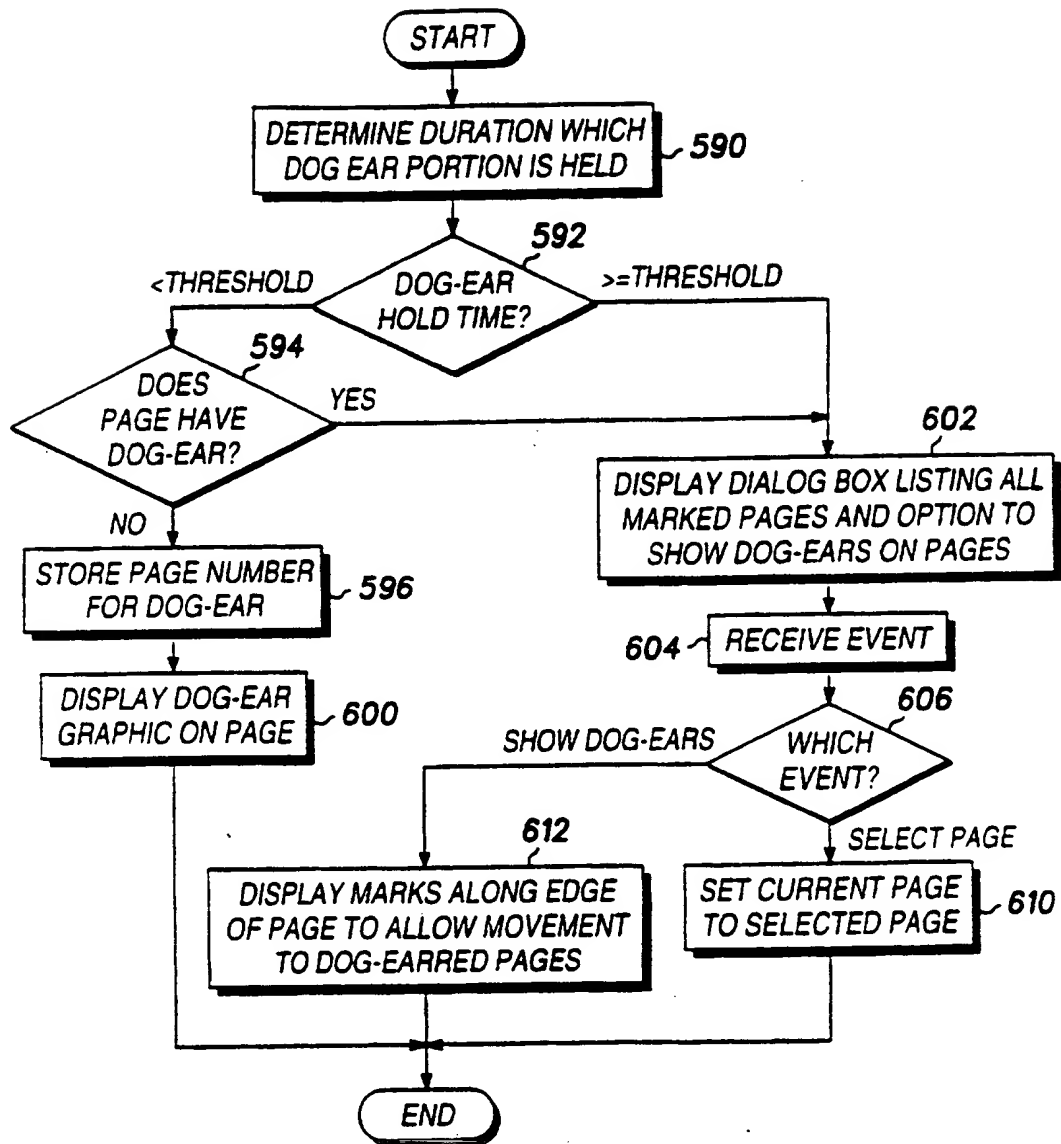 START
DETERMINE DURATION WHICH
DOG EAR PORTION IS HELD
590
592
<THRESHOLD
DOG-EAR
HOLD TIME?
>=THRESHOLD
594
DOES
PAGE HAVE
DOG-EAR?
YES
NO
602
DISPLAY DIALOG BOX LISTING ALL
MARKED PAGES AND OPTION TO
SHOW DOG-EARS ON PAGES
STORE PAGE NUMBER
FOR DOG-EAR
596
604
RECEIVE EVENT
DISPLAY DOG-EAR
GRAPHIC ON PAGE
600
606
SHOW DOG-EARS
WHICH
EVENT?
SELECT PAGE
612
DISPLAY MARKS ALONG EDGE
OF PAGE TO ALLOW MOVEMENT
TO DOG-EARRED PAGES
SET CURRENT PAGE
TO SELECTED PAGE
610
END